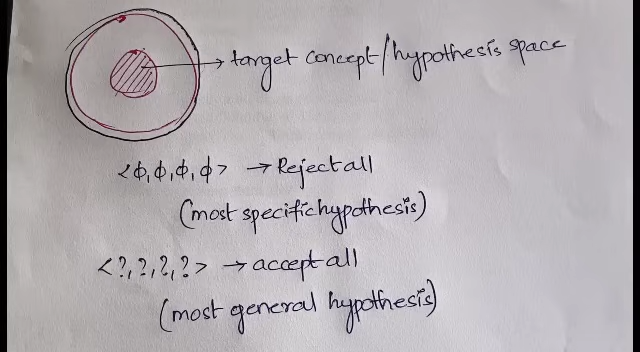 target concept/hypothesis space
<ϕ,ϕ,ϕ,ϕ> → Reject all
(most specific hypothesis)
<?,?,?,?> → accept all
(most general hypothesis)